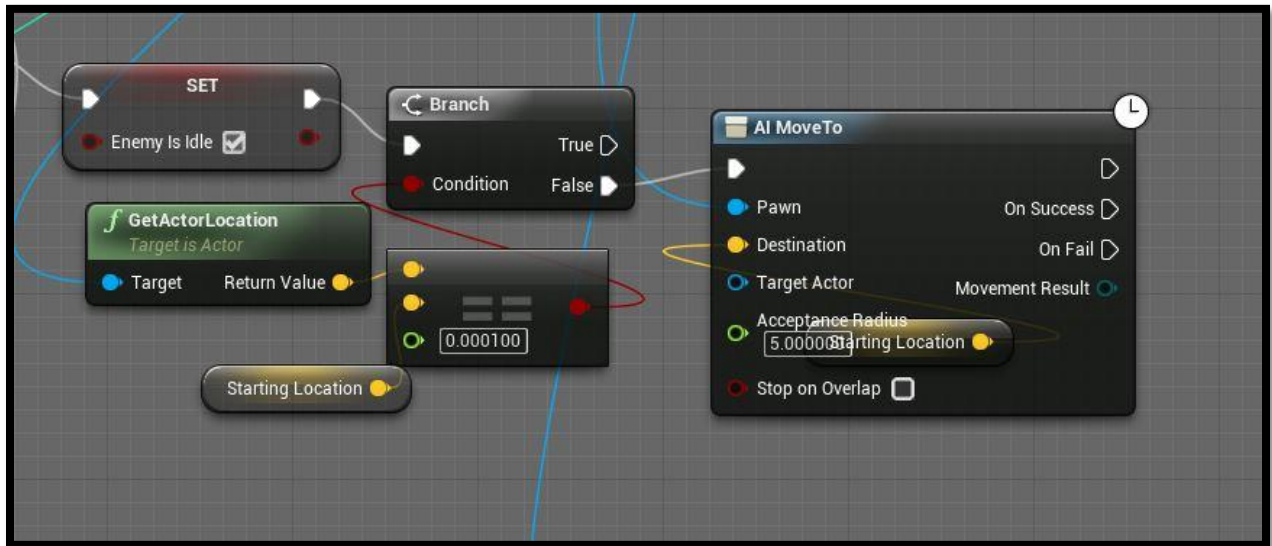 SET
Enemy Is Idle
Branch
True
Condition
False
f GetActorLocation
Target is Actor
Target
Return Value
==
0.000100
Starting Location
AI MoveTo
Pawn
On Success
Destination
On Fail
Target Actor
Movement Result
Acceptance Radius
Starting Location
Stop on Overlap